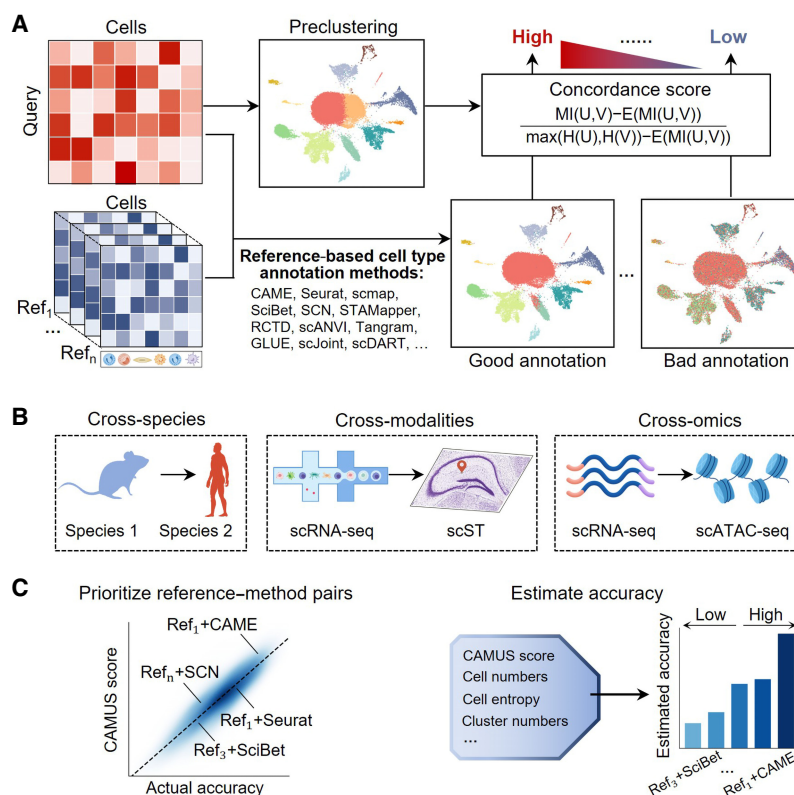 A
Cells
Query
Preclustering
High
......
Low
Concordance score
MI(U,V)−E(MI(U,V))
max(H(U),H(V))−E(MI(U,V))
Cells
Ref₁
...
Refₙ
Reference-based cell type
annotation methods:
CAME, Seurat, scmap,
SciBet, SCN, STAMapper,
RCTD, scANVI, Tangram,
GLUE, scJoint, scDART, ...
...
Good annotation
Bad annotation
B
Cross-species
Species 1
Species 2
Cross-modalities
scRNA-seq
scST
Cross-omics
scRNA-seq
scATAC-seq
C
Prioritize reference–method pairs
CAMUS score
Ref₁+CAME
Refₙ+SCN
Ref₁+Seurat
Ref₃+SciBet
Actual accuracy
Estimate accuracy
CAMUS score
Cell numbers
Cell entropy
Cluster numbers
...
Estimated accuracy
Low
High
Ref₃+SciBet
...
Ref₁+CAME